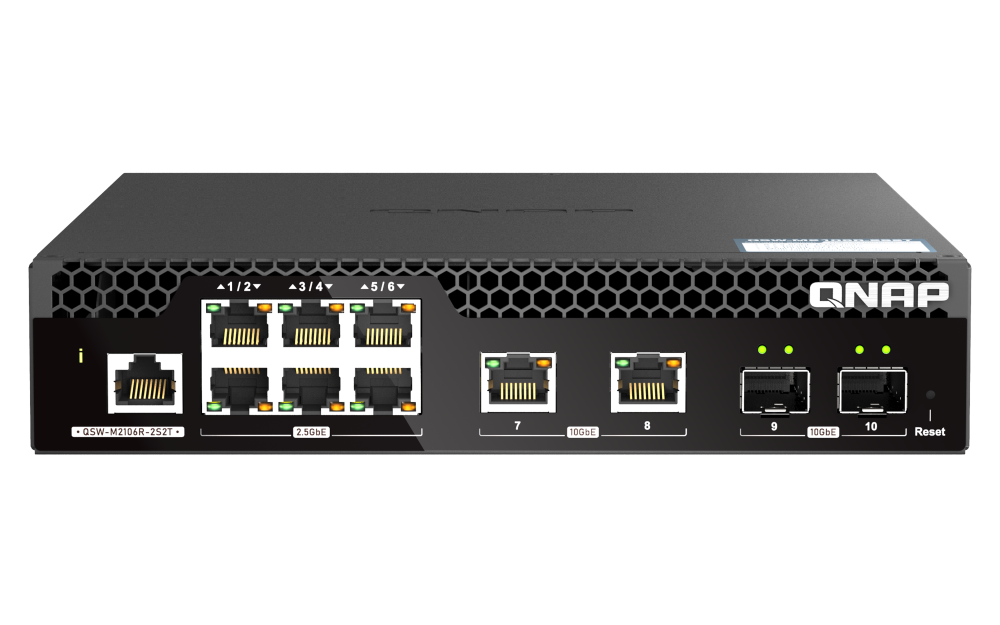 QNAP
▲1/2▼ ▲3/4▼ ▲5/6▼
i
QSW-M2106R-2S2T
2.5GbE
7 10GbE 8
9 10GbE 10
Reset